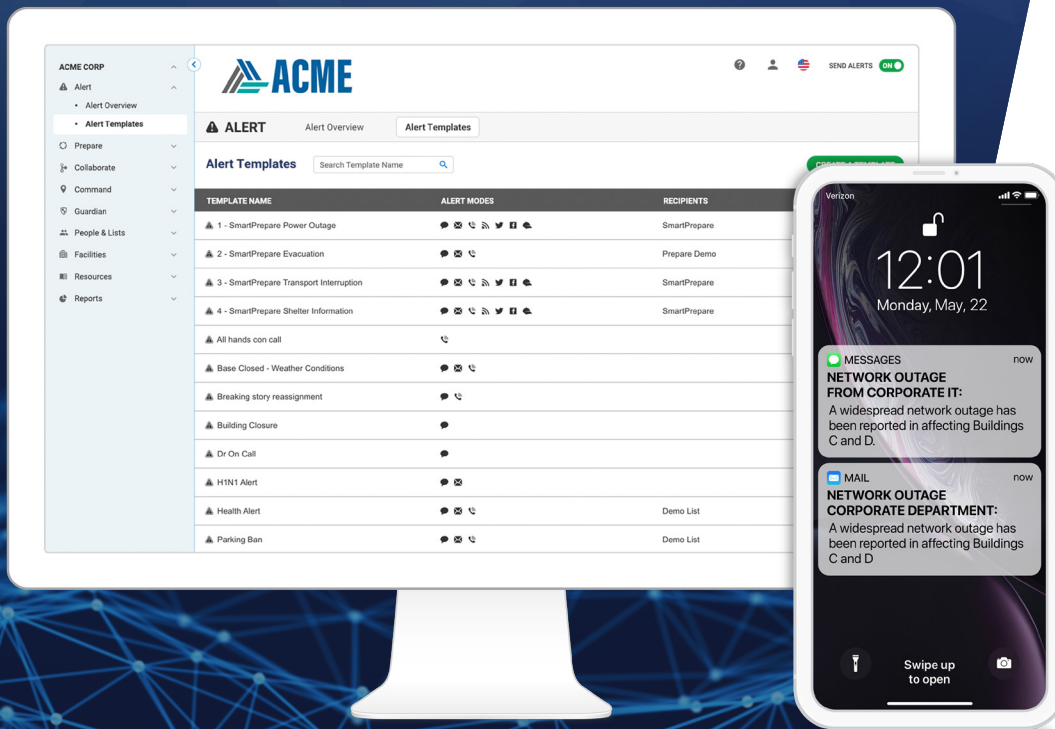 ACME CORP
Alert
• Alert Overview
• Alert Templates
Prepare
Collaborate
Command
Guardian
People & Lists
Facilities
Resources
Reports
ACME
SEND ALERTS ON
ALERT Alert Overview Alert Templates
Alert Templates Search Template Name
CREATE A TEMPLATE
TEMPLATE NAME ALERT MODES RECIPIENTS
1 - SmartPrepare Power Outage SmartPrepare
2 - SmartPrepare Evacuation Prepare Demo
3 - SmartPrepare Transport Interruption SmartPrepare
4 - SmartPrepare Shelter Information SmartPrepare
All hands con call
Base Closed - Weather Conditions
Breaking story reassignment
Building Closure
Dr On Call
H1N1 Alert
Health Alert Demo List
Parking Ban Demo List
Verizon
12:01
Monday, May, 22
MESSAGES now
NETWORK OUTAGE
FROM CORPORATE IT:
A widespread network outage has
been reported in affecting Buildings
C and D.
MAIL now
NETWORK OUTAGE
CORPORATE DEPARTMENT:
A widespread network outage has
been reported in affecting Buildings
C and D
Swipe up
to open